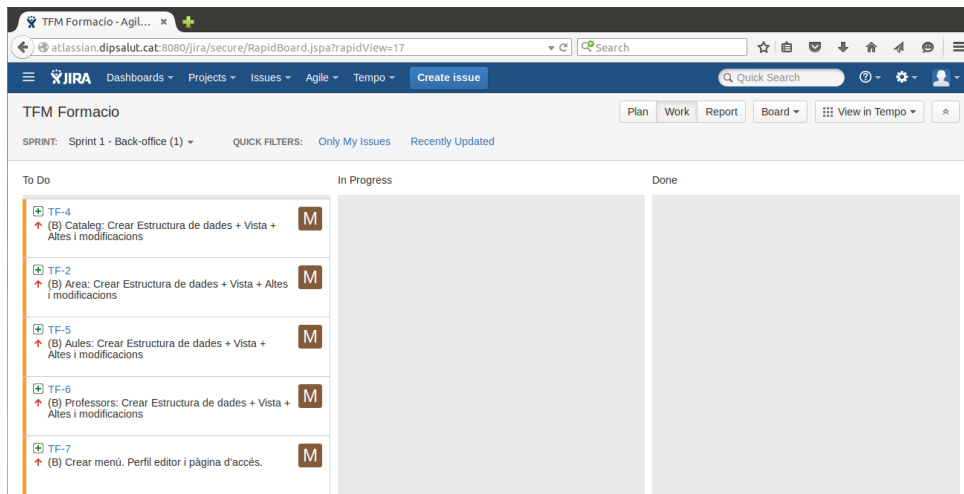 TFM Formacio - Agil...
atlassian.dipsalut.cat:8080/jira/secure/RapidBoard.jspa?rapidView=17
Search
JIRA Dashboards Projects Issues Agile Tempo Create issue Quick Search
TFM Formacio
Plan Work Report Board View in Tempo
SPRINT: Sprint 1 - Back-office (1) QUICK FILTERS: Only My Issues Recently Updated
To Do In Progress Done
TF-4
M
(B) Cataleg: Crear Estructura de dades + Vista +
Altes i modificacions
TF-2
M
(B) Area: Crear Estructura de dades + Vista + Altes
i modificacions
TF-5
M
(B) Aules: Crear Estructura de dades + Vista +
Altes i modificacions
TF-6
M
(B) Professors: Crear Estructura de dades + Vista +
Altes i modificacions
TF-7
M
(B) Crear menú. Perfil editor i pàgina d'accés.